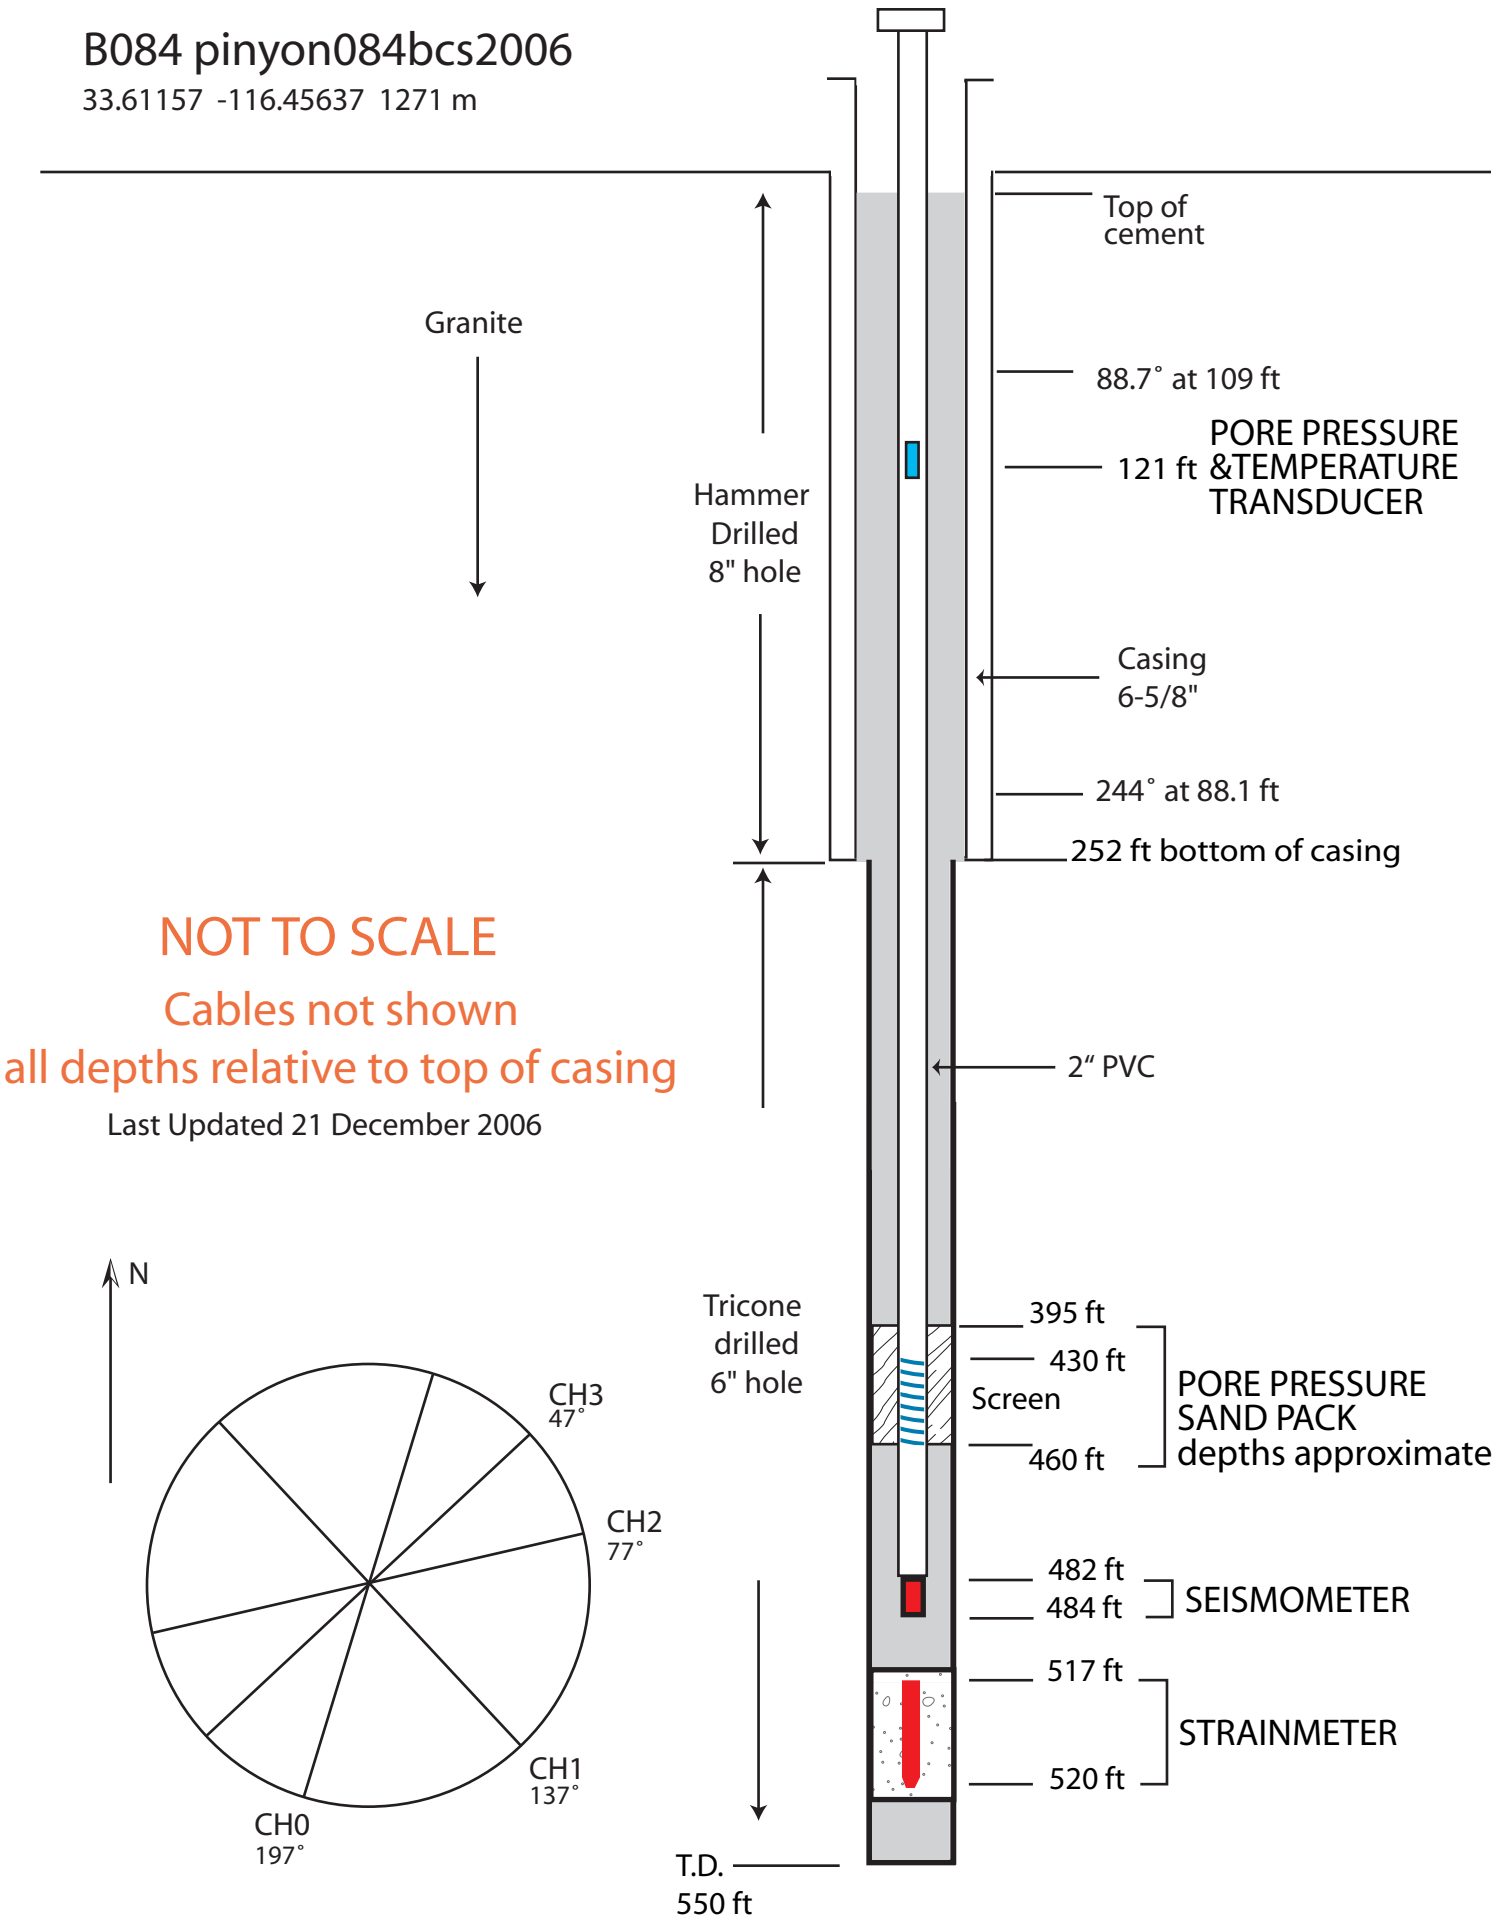 B084 pinyon084bcs2006
33.61157 -116.45637 1271 m
Top of
cement
Granite
88.7˚ at 109 ft
PORE PRESSURE
121 ft &TEMPERATURE
TRANSDUCER
Hammer
Drilled
8" hole
Casing
6-5/8"
244˚ at 88.1 ft
252 ft bottom of casing
NOT TO SCALE
Cables not shown
all depths relative to top of casing
Last Updated 21 December 2006
2“ PVC
N
Tricone
drilled
6" hole
395 ft
430 ft
Screen
460 ft
PORE PRESSURE
SAND PACK
depths approximate
CH3
47˚
CH2
77˚
CH1
137˚
CH0
197˚
482 ft
484 ft
SEISMOMETER
517 ft
STRAINMETER
520 ft
T.D.
550 ft